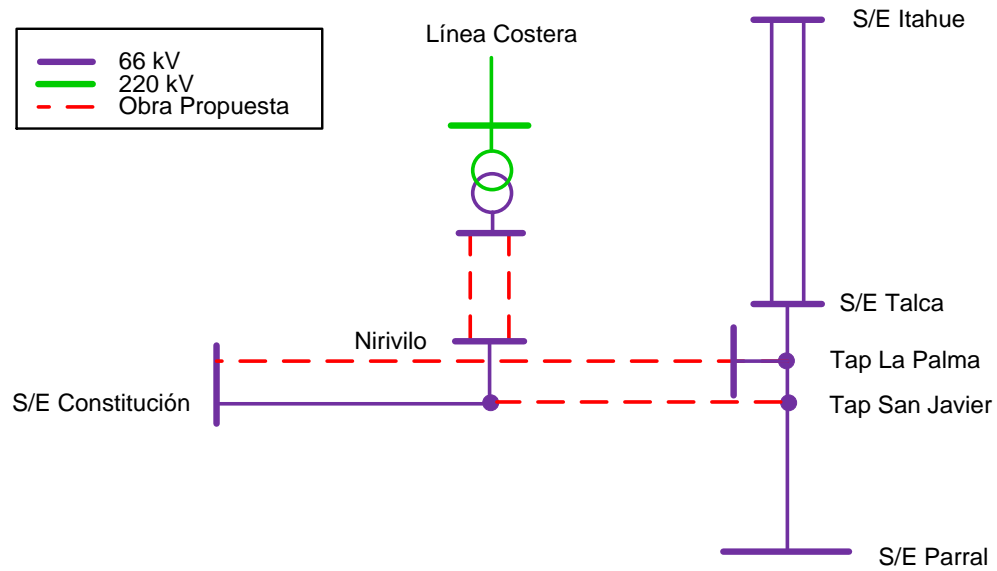 S/E Itahue
Línea Costera
66 kV
220 kV
Obra Propuesta
S/E Talca
Nirivilo
Tap La Palma
S/E Constitución
Tap San Javier
S/E Parral